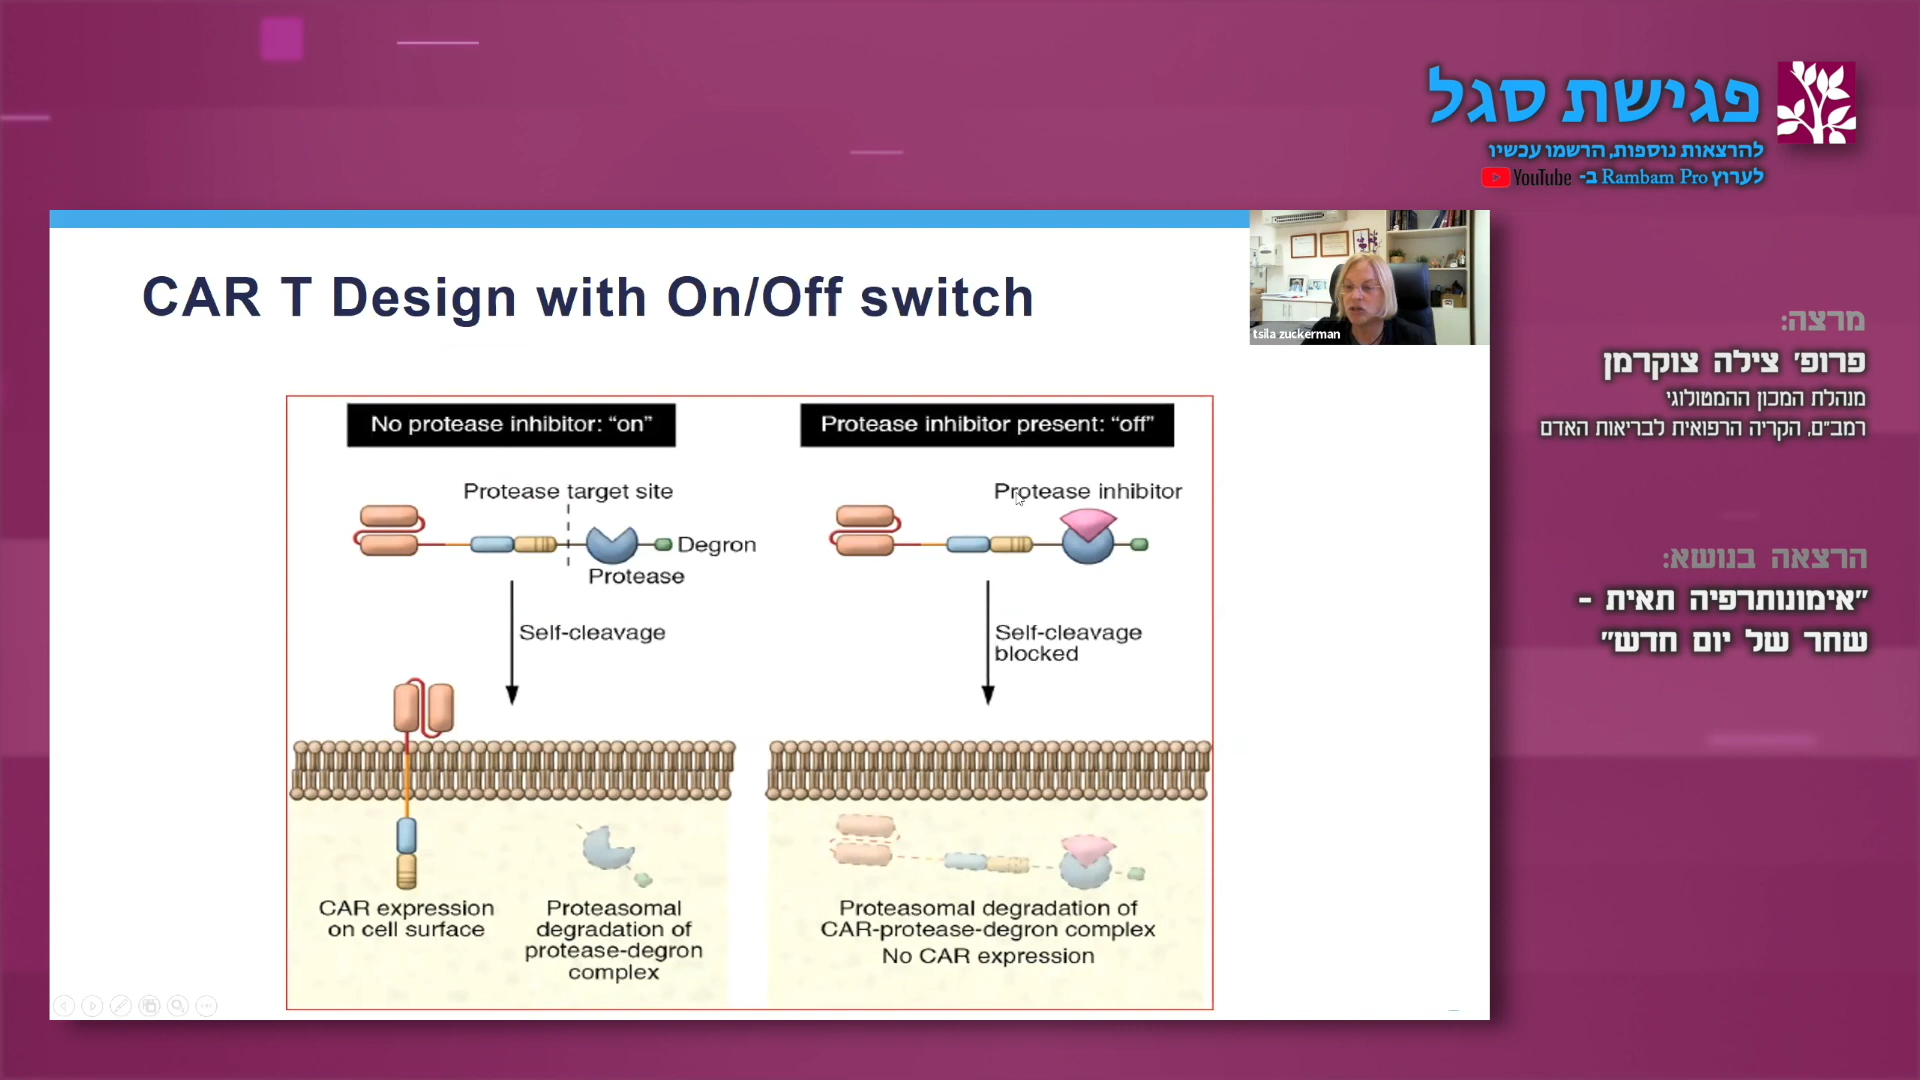 פגישת סגל
להרצאות נוספות, הרשמו עכשיו
לערוץ Rambam Pro ב- YouTube
CAR T Design with On/Off switch
tsila zuckerman
מרצה:
פרופ' צילה צוקרמן
מנהלת המכון ההמטולוגי
רמב"ם, הקריה הרפואית לבריאות האדם
הרצאה בנושא:
"אימונותרפיה תאית -
שחר של יום חדש"
No protease inhibitor: “on”
Protease target site
Degron
Protease
Self-cleavage
CAR expression
on cell surface
Proteasomal
degradation of
protease-degron
complex
Protease inhibitor present: “off”
Protease inhibitor
Self-cleavage
blocked
Proteasomal degradation of
CAR-protease-degron complex
No CAR expression